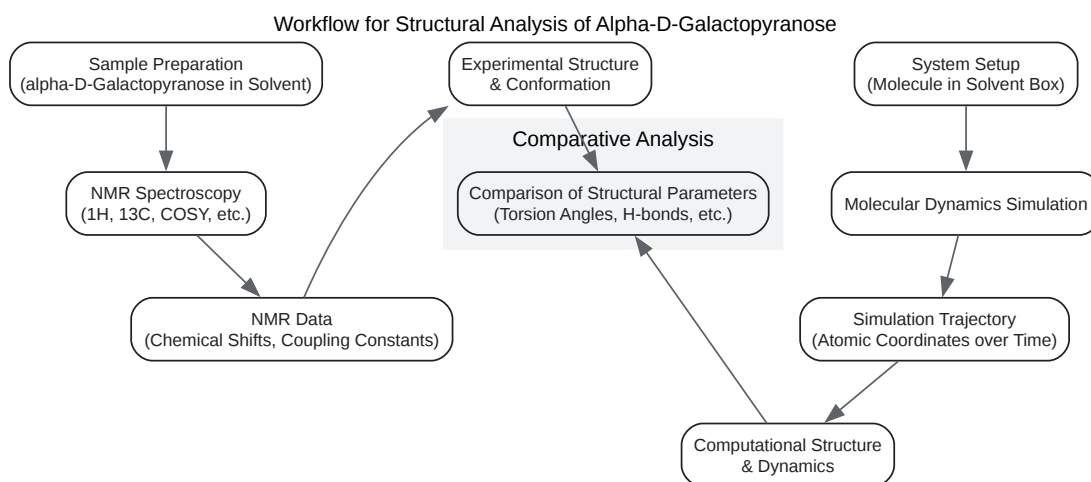 Workflow for Structural Analysis of Alpha-D-Galactopyranose
Sample Preparation
(alpha-D-Galactopyranose in Solvent)
Experimental Structure
& Conformation
System Setup
(Molecule in Solvent Box)
Comparative Analysis
NMR Spectroscopy
(1H, 13C, COSY, etc.)
Comparison of Structural Parameters
(Torsion Angles, H-bonds, etc.)
Molecular Dynamics Simulation
NMR Data
(Chemical Shifts, Coupling Constants)
Simulation Trajectory
(Atomic Coordinates over Time)
Computational Structure
& Dynamics